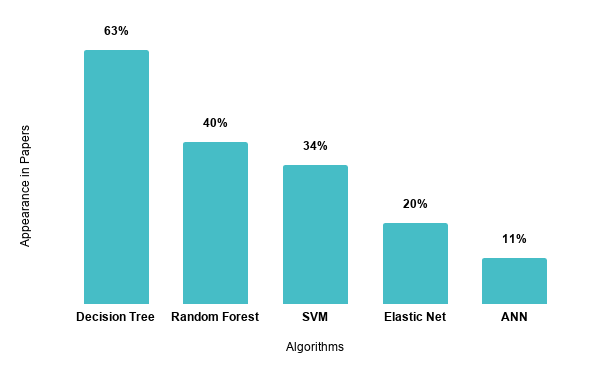 63%
40%
34%
20%
11%
Appearance in Papers
Decision Tree
Random Forest
SVM
Elastic Net
ANN
Algorithms